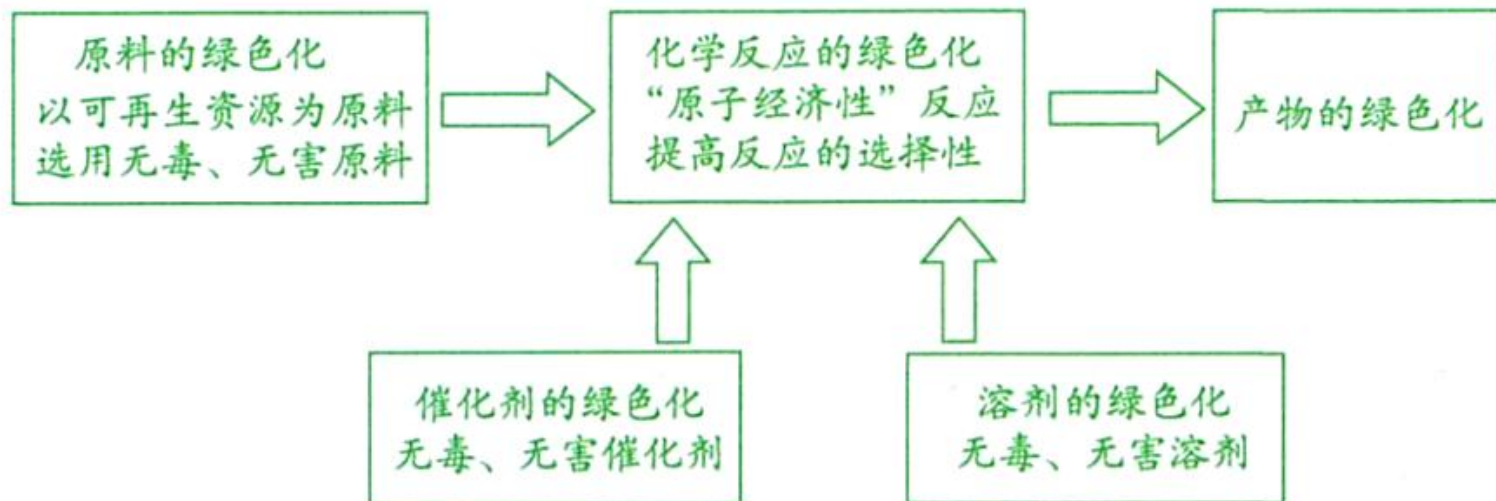 原料的绿色化
以可再生资源为原料
选用无毒、无害原料
化学反应的绿色化
“原子经济性”反应
提高反应的选择性
产物的绿色化
催化剂的绿色化
无毒、无害催化剂
溶剂的绿色化
无毒、无害溶剂